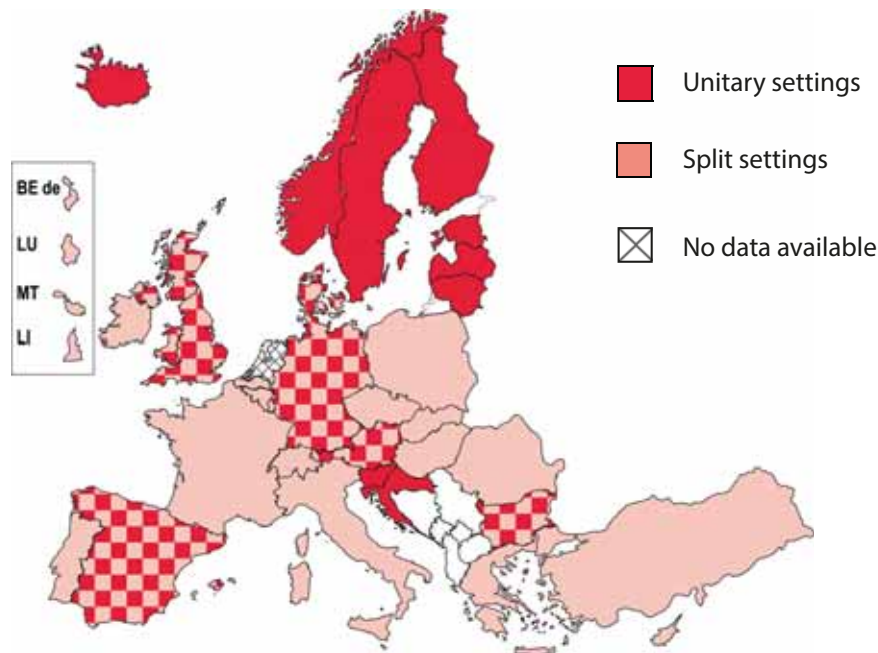 Unitary settings
Split settings
No data available
BE de
LU
MT
LI